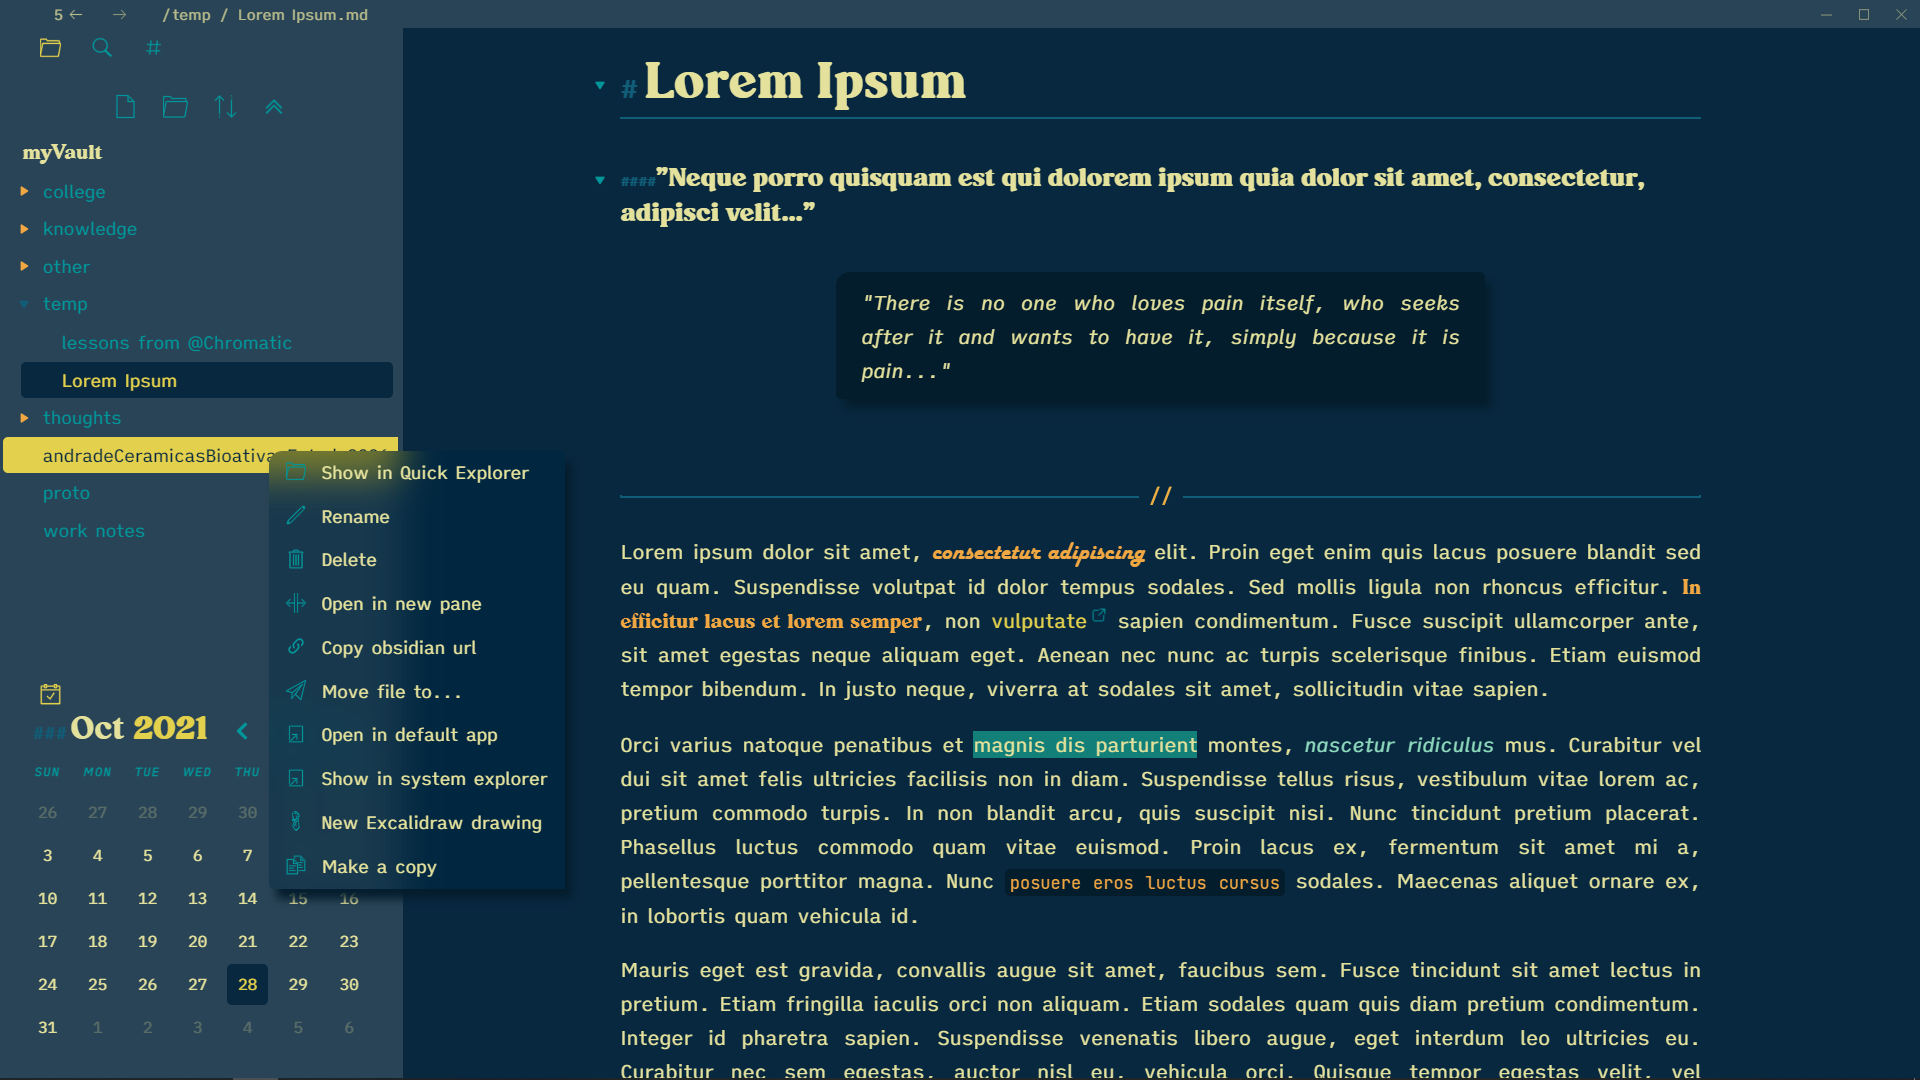 5
/temp / Lorem Ipsum.md
myVault
college
knowledge
other
temp
lessons from @Chromatic
Lorem Ipsum
thoughts
andradeCeramicasBioativa
proto
work notes
Show in Quick Explorer
Rename
Delete
Open in new pane
Copy obsidian url
Move file to...
Open in default app
Show in system explorer
New Excalidraw drawing
Make a copy
### Oct 2021
SUN MON TUE WED THU
26 27 28 29 30
3 4 5 6 7
10 11 12 13 14 15 16
17 18 19 20 21 22 23
24 25 26 27 28 29 30
31 1 2 3 4 5 6
# Lorem Ipsum
####"Neque porro quisquam est qui dolorem ipsum quia dolor sit amet, consectetur,
adipisci velit..."
"There is no one who loves pain itself, who seeks
after it and wants to have it, simply because it is
pain..."
//
Lorem ipsum dolor sit amet, consectetur adipiscing elit. Proin eget enim quis lacus posuere blandit sed
eu quam. Suspendisse volutpat id dolor tempus sodales. Sed mollis ligula non rhoncus efficitur. In
efficitur lacus et lorem semper, non vulputate sapien condimentum. Fusce suscipit ullamcorper ante,
sit amet egestas neque aliquam eget. Aenean nec nunc ac turpis scelerisque finibus. Etiam euismod
tempor bibendum. In justo neque, viverra at sodales sit amet, sollicitudin vitae sapien.
Orci varius natoque penatibus et magnis dis parturient montes, nascetur ridiculus mus. Curabitur vel
dui sit amet felis ultricies facilisis non in diam. Suspendisse tellus risus, vestibulum vitae lorem ac,
pretium commodo turpis. In non blandit arcu, quis suscipit nisi. Nunc tincidunt pretium placerat.
Phasellus luctus commodo quam vitae euismod. Proin lacus ex, fermentum sit amet mi a,
pellentesque porttitor magna. Nunc posuere eros luctus cursus sodales. Maecenas aliquet ornare ex,
in lobortis quam vehicula id.
Mauris eget est gravida, convallis augue sit amet, faucibus sem. Fusce tincidunt sit amet lectus in
pretium. Etiam fringilla iaculis orci non aliquam. Etiam sodales quam quis diam pretium condimentum.
Integer id pharetra sapien. Suspendisse venenatis libero augue, eget interdum leo ultricies eu.
Curabitur nec sem egestas, auctor nisl eu, vehicula orci. Quisque tempor egestas velit, vel